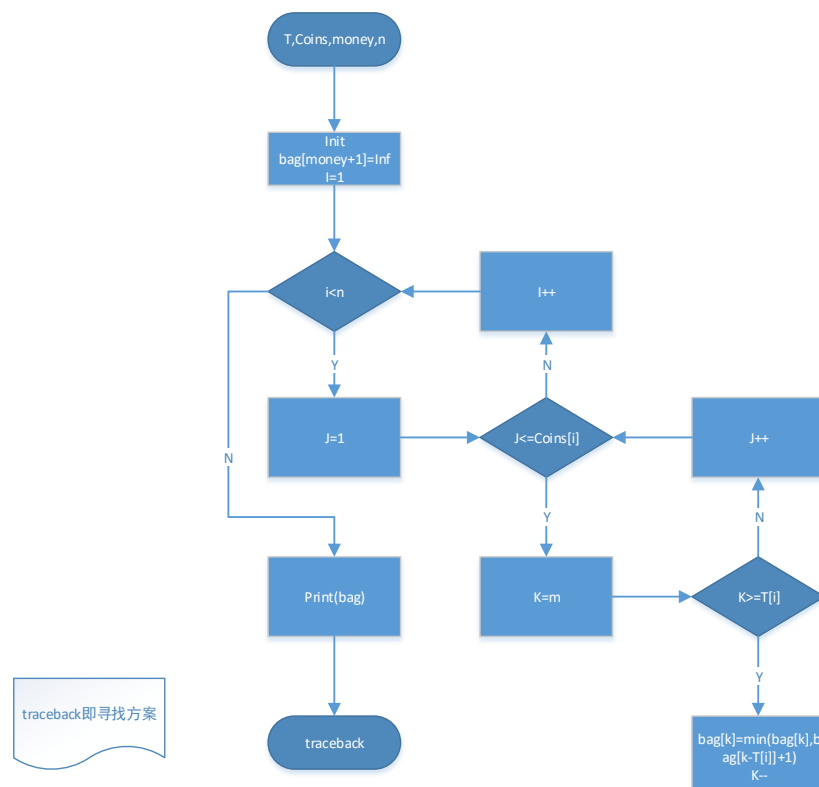 T,Coins,money,n
Init
bag[money+1]=Inf
I=1
i<n
I++
Y
N
J=1
J<=Coins[i]
J++
N
Y
N
Print(bag)
K=m
K>=T[i]
Y
traceback即寻找方案
traceback
bag[k]=min(bag[k],b
ag[k-T[i]]+1)
K--